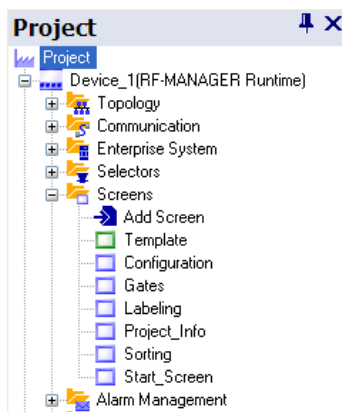 Project
Project
Device_1(RF-MANAGER Runtime)
Topology
Communication
Enterprise System
Selectors
Screens
Add Screen
Template
Configuration
Gates
Labeling
Project_Info
Sorting
Start_Screen
Alarm Management